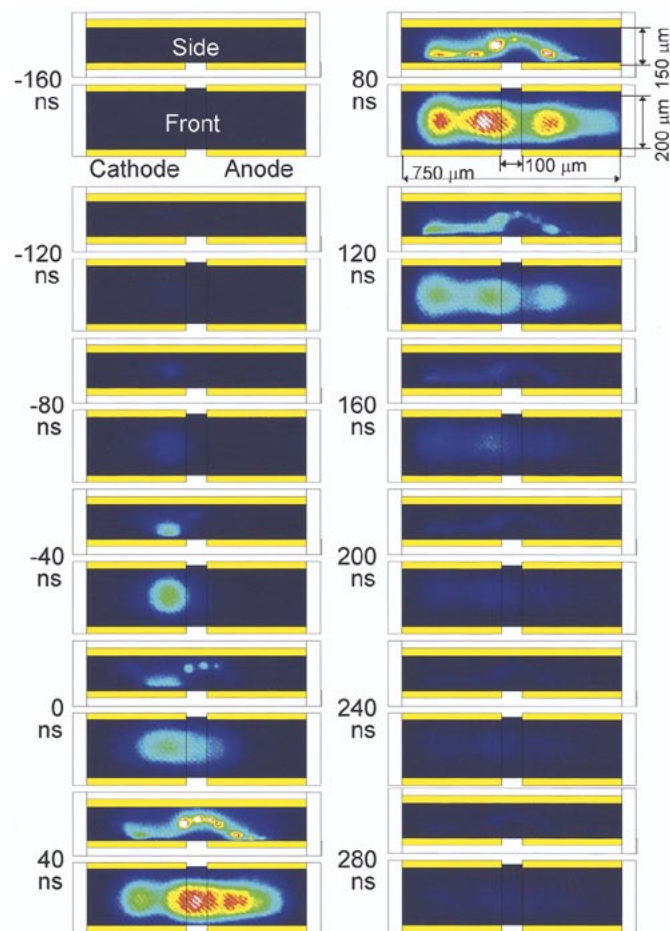 Side
-160
ns
Front
Cathode Anode
-120
ns
-80
ns
-40
ns
0
ns
40
ns
80
ns
150 μm
200 μm
750 μm
100 μm
120
ns
160
ns
200
ns
240
ns
280
ns